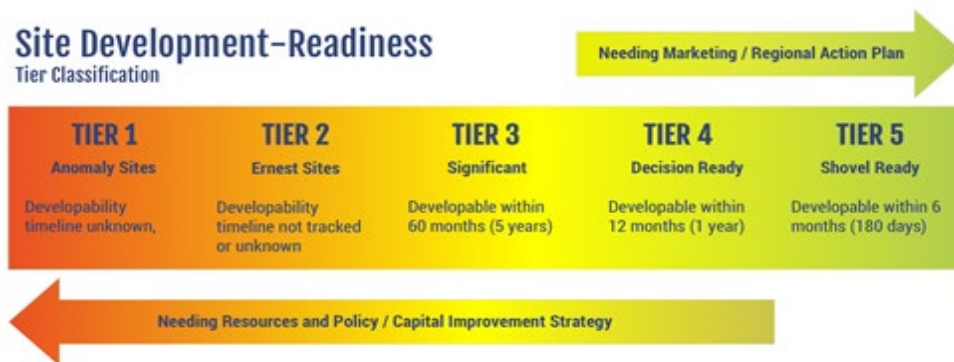 Site Development-Readiness
Tier Classification
Needing Marketing / Regional Action Plan
TIER 1
Anomaly Sites
Developability
timeline unknown,
TIER 2
Ernest Sites
Developability
timeline not tracked
or unknown
TIER 3
Significant
Developable within
60 months (5 years)
TIER 4
Decision Ready
Developable within
12 months (1 year)
TIER 5
Shovel Ready
Developable within 6
months (180 days)
Needing Resources and Policy / Capital Improvement Strategy